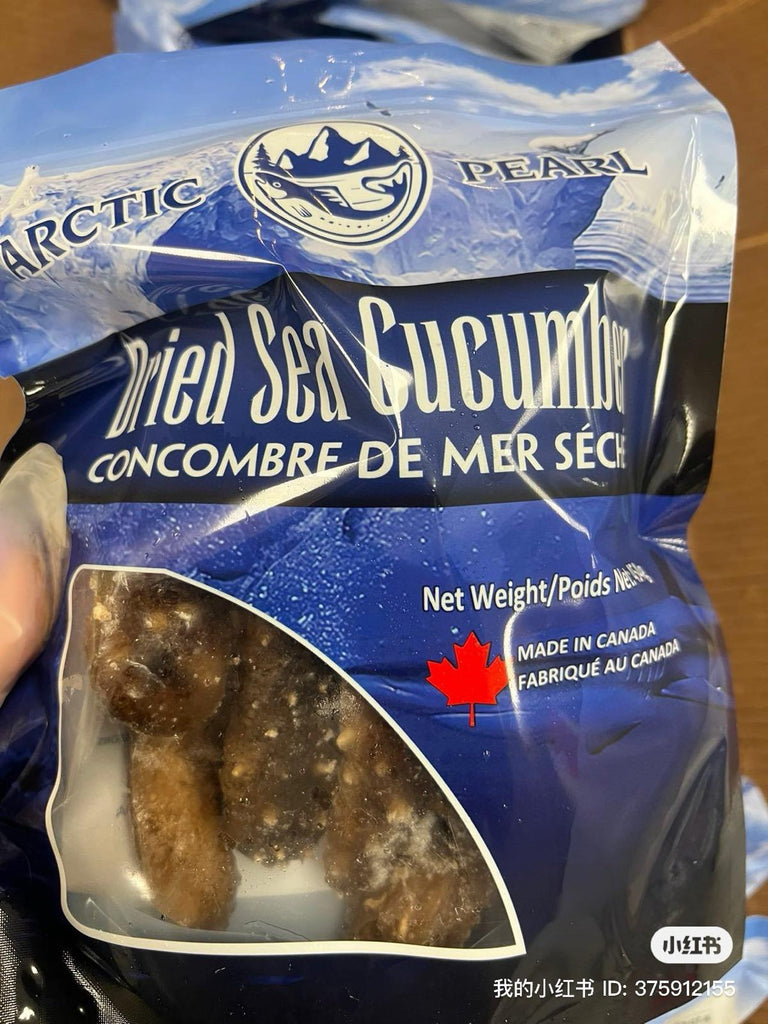 ARCTIC PEARL
Dried Sea Cucumber
CONCOMBRE DE MER SÉCHÉ
Net Weight/Poids Net
MADE IN CANADA
FABRIQUÉ AU CANADA
小红书
我的小红书 ID: 375912155